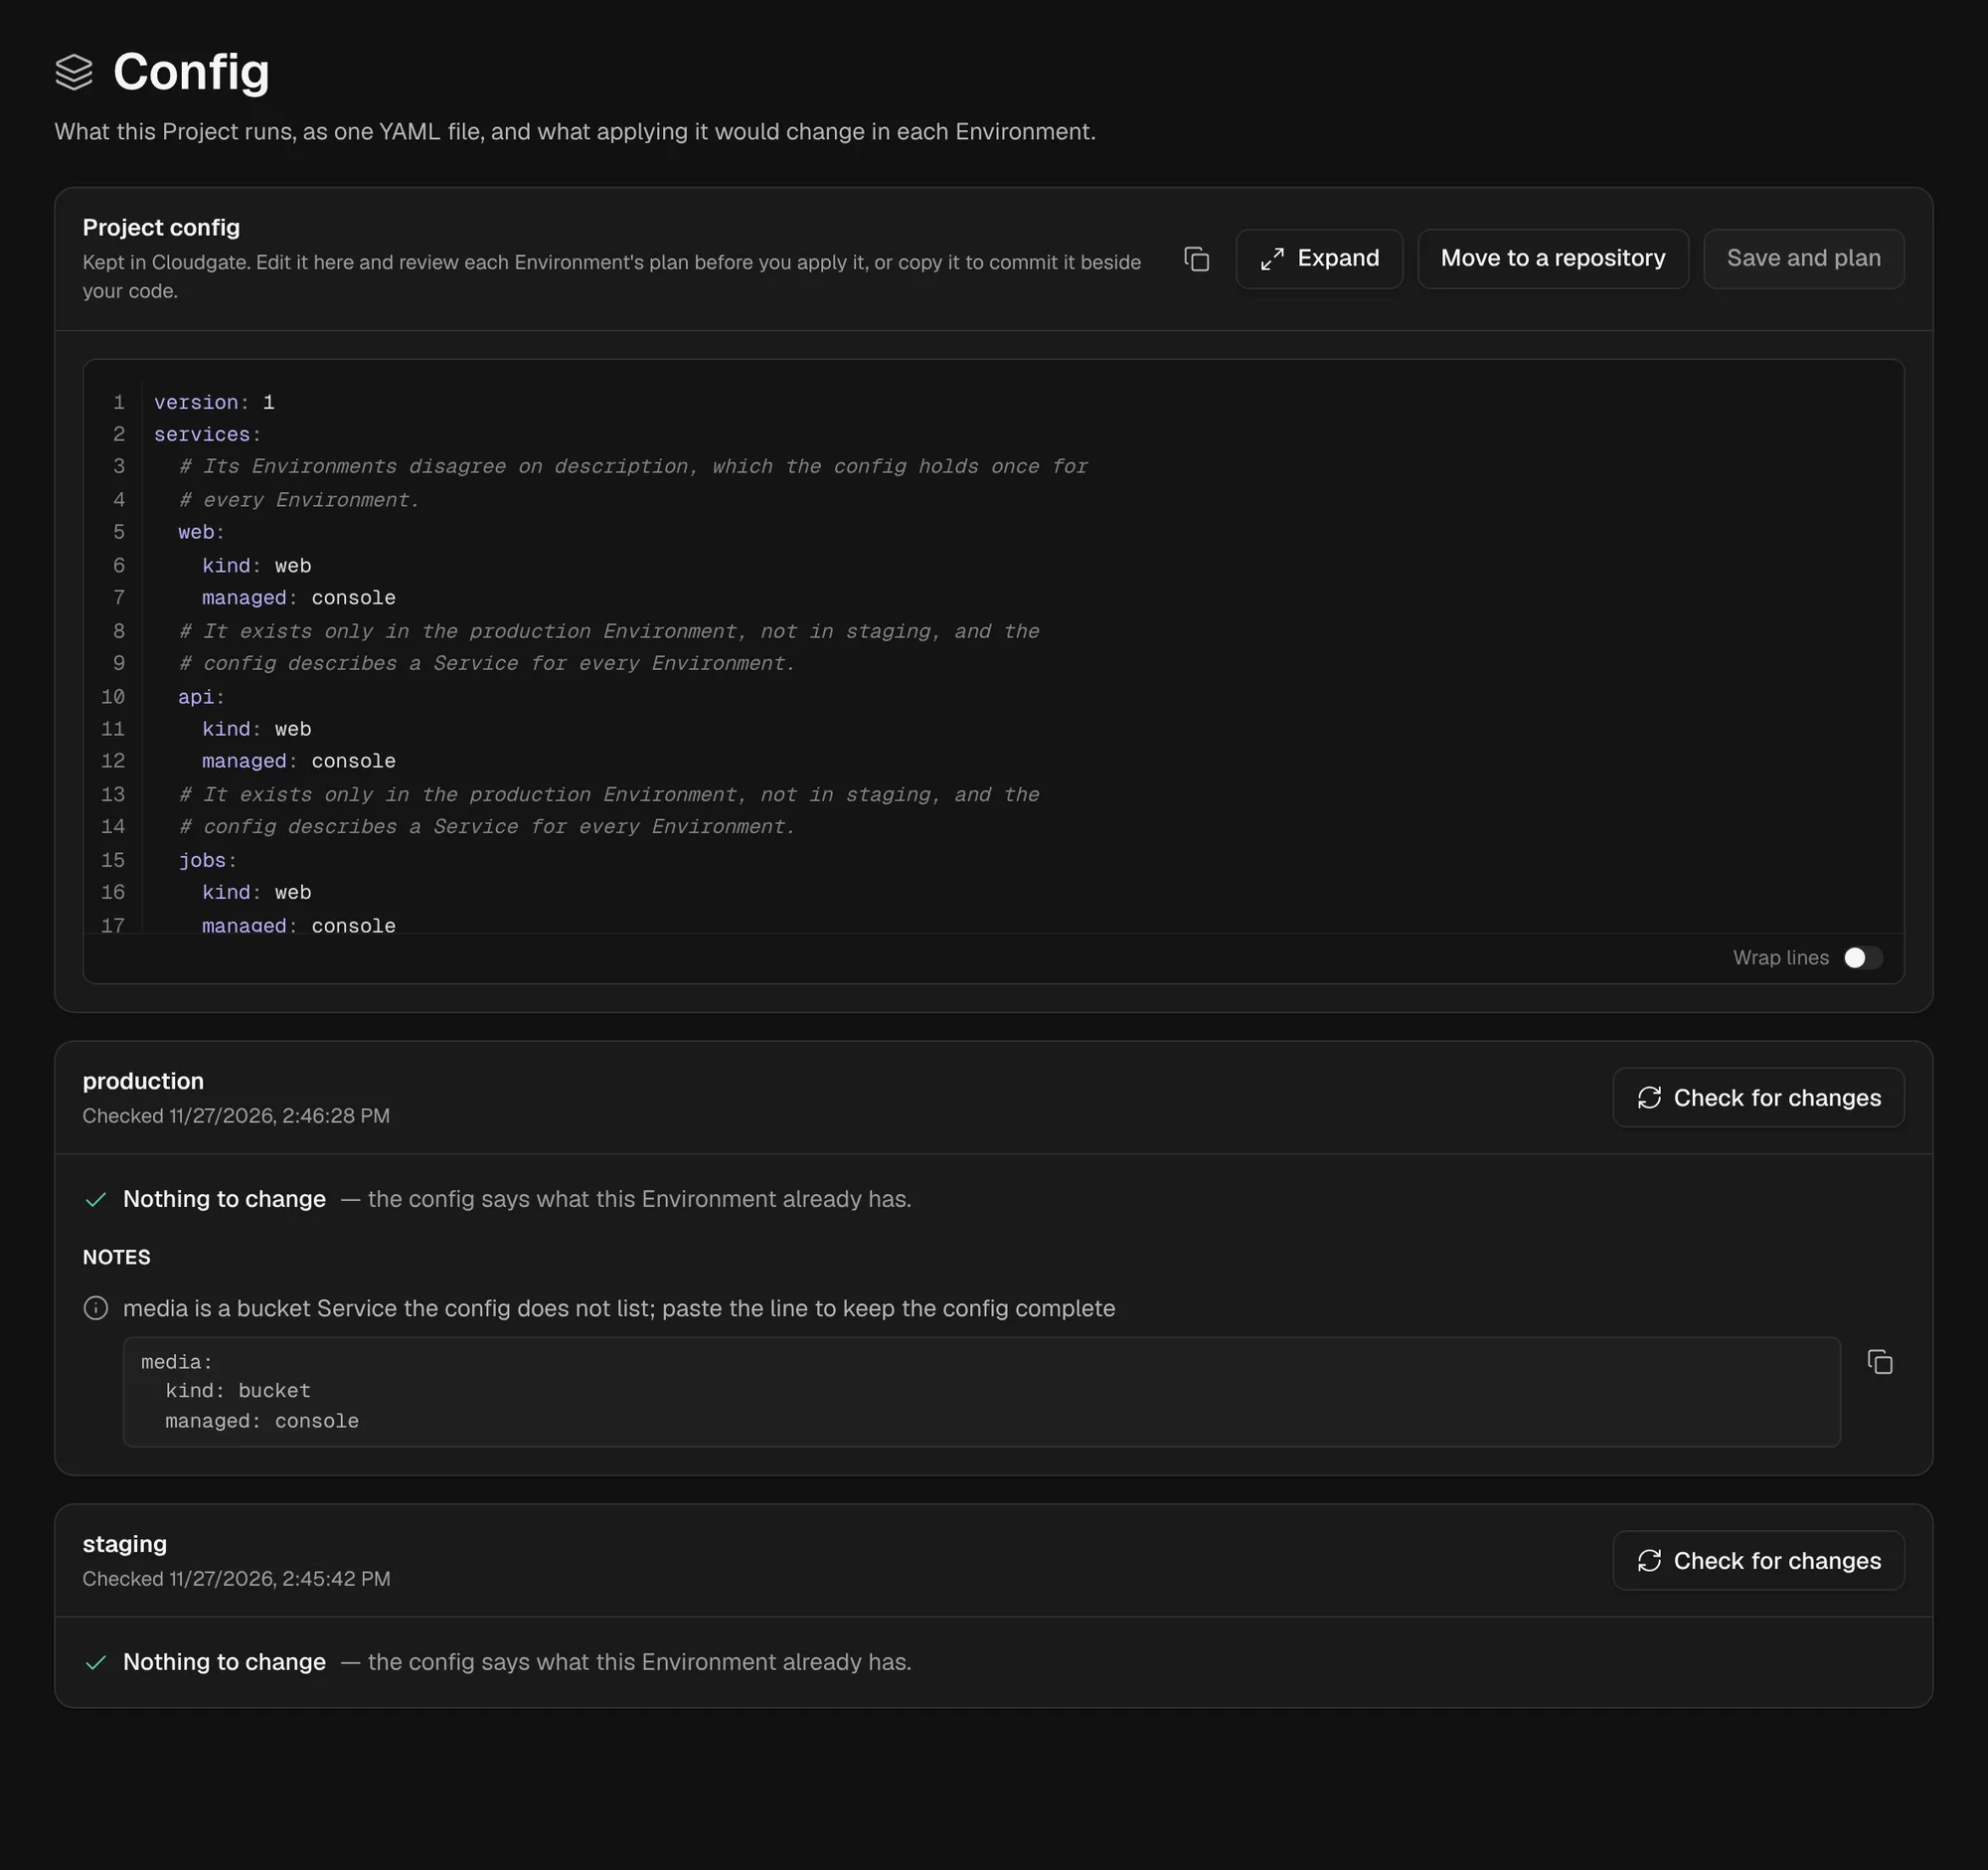 Config
What this Project runs, as one YAML file, and what applying it would change in each Environment.
Project config
Kept in Cloudgate. Edit it here and review each Environment's plan before you apply it, or copy it to commit it beside
your code.
Expand
Move to a repository
Save and plan
1 version: 1
2 services:
3   # Its Environments disagree on description, which the config holds once for
4   # every Environment.
5   web:
6     kind: web
7     managed: console
8   # It exists only in the production Environment, not in staging, and the
9   # config describes a Service for every Environment.
10   api:
11     kind: web
12     managed: console
13   # It exists only in the production Environment, not in staging, and the
14   # config describes a Service for every Environment.
15   jobs:
16     kind: web
17     managed: console
Wrap lines
production
Checked 11/27/2026, 2:46:28 PM
Check for changes
Nothing to change — the config says what this Environment already has.
NOTES
media is a bucket Service the config does not list; paste the line to keep the config complete
media:
  kind: bucket
  managed: console
staging
Checked 11/27/2026, 2:45:42 PM
Check for changes
Nothing to change — the config says what this Environment already has.